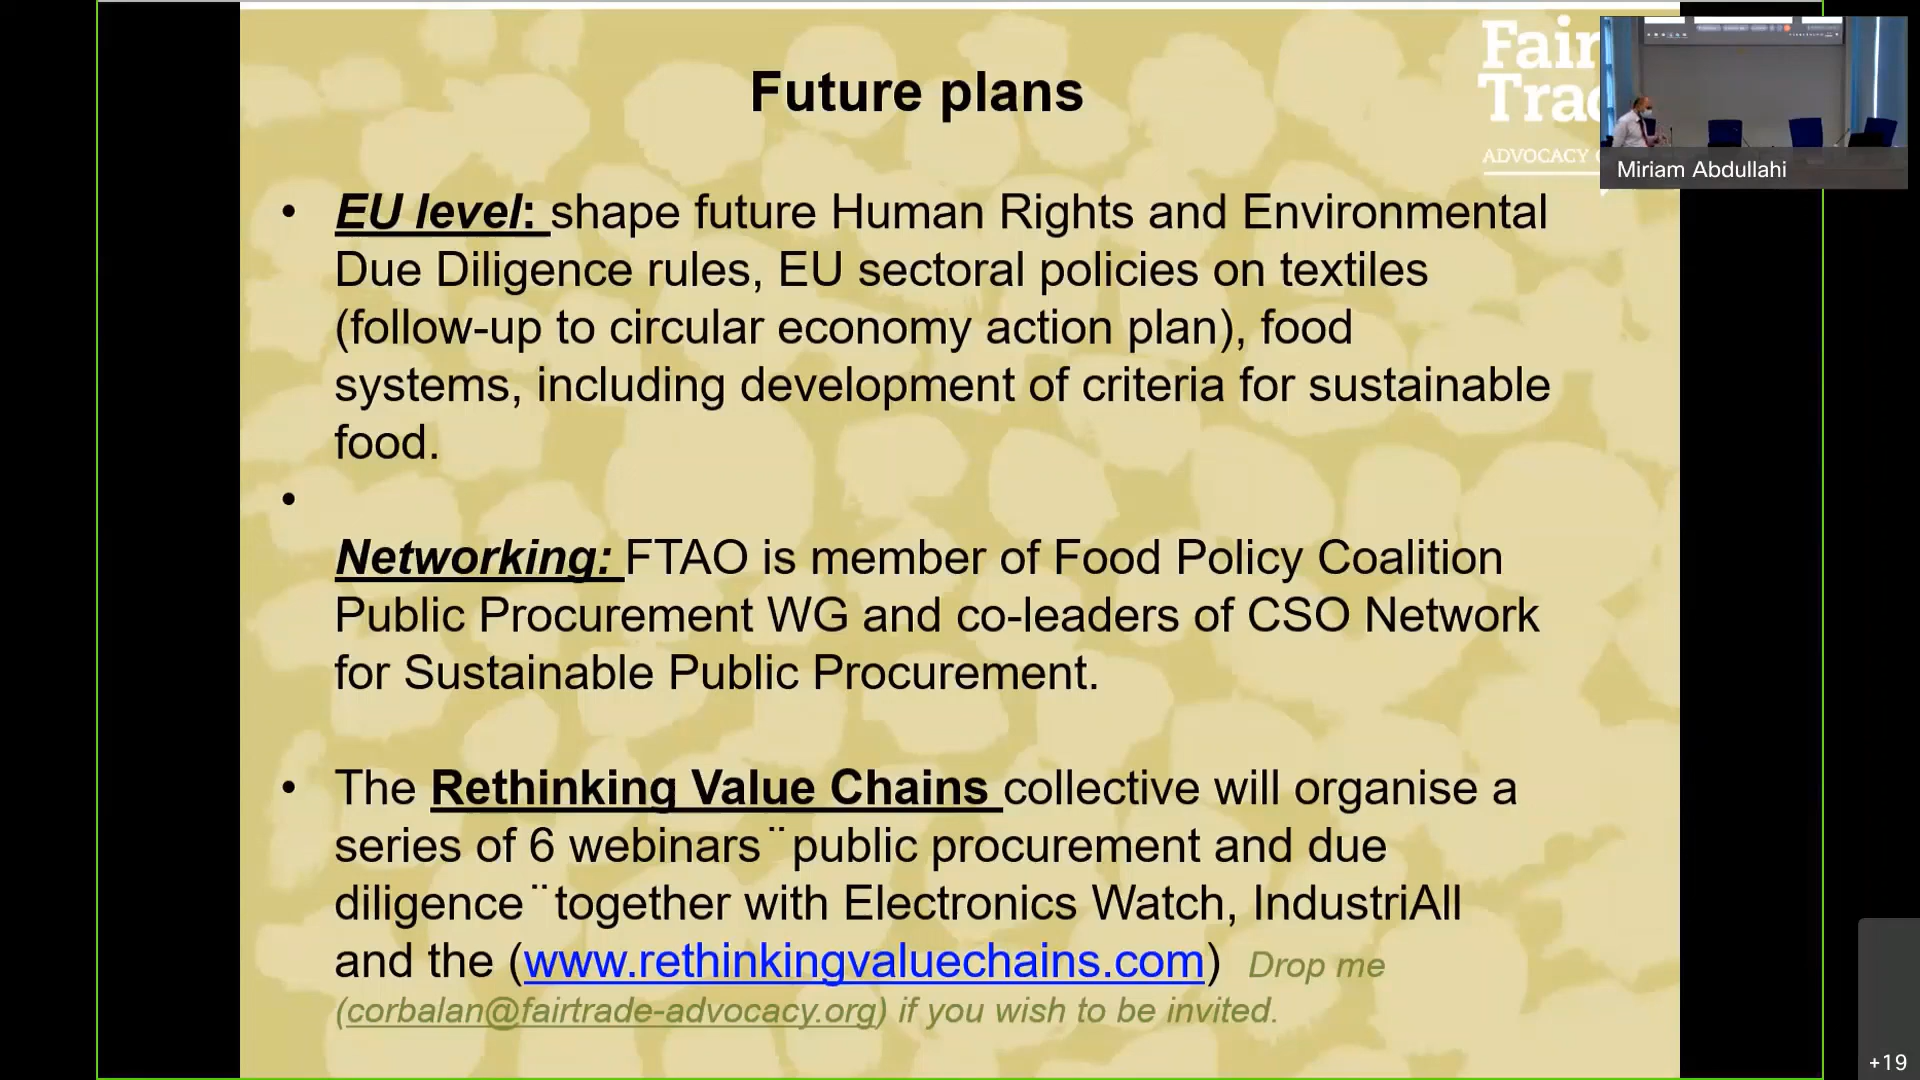 Future plans
Fair
Trad
ADVOCACY
Miriam Abdullahi
• EU level: shape future Human Rights and Environmental
Due Diligence rules, EU sectoral policies on textiles
(follow-up to circular economy action plan), food
systems, including development of criteria for sustainable
food.
•
Networking: FTAO is member of Food Policy Coalition
Public Procurement WG and co-leaders of CSO Network
for Sustainable Public Procurement.
• The Rethinking Value Chains collective will organise a
series of 6 webinars ¨public procurement and due
diligence ¨together with Electronics Watch, IndustriAll
and the (www.rethinkingvaluechains.com) Drop me
(corbalan@fairtrade-advocacy.org) if you wish to be invited.
+19